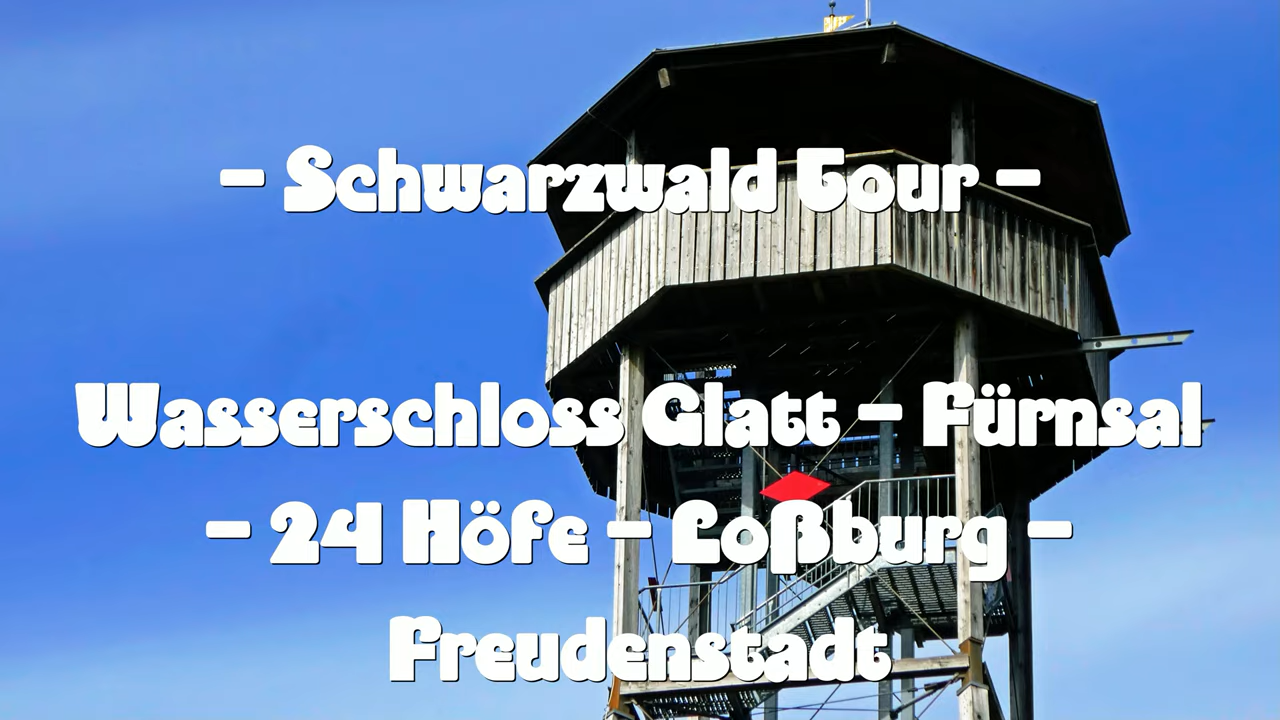 - Schwarzwald Tour -
Wasserschloss Glatt - Fürnsal
- 24 Höfe - Loßburg -
Freudenstadt